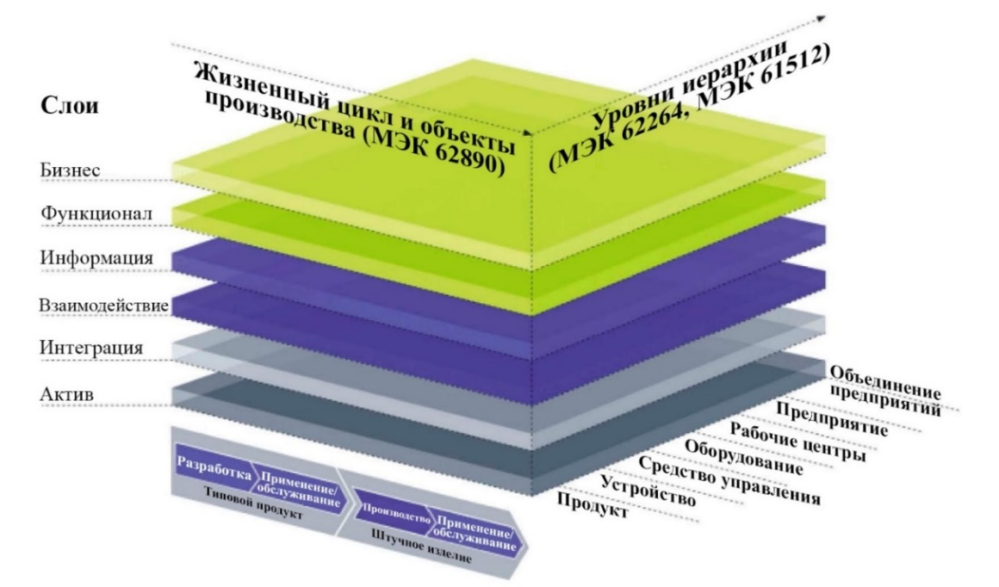 Жизненный цикл и объекты
производства (МЭК 62890)
Уровни иерархии
(МЭК 62264, МЭК 61512)
Слои
Бизнес
Функционал
Информация
Взаимодействие
Интеграция
Актив
Объединение
предприятий
Предприятие
Рабочие центры
Оборудование
Средство управления
Устройство
Продукт
Разработка
Применение/
обслуживание
Типовой продукт
Производство
Применение/
обслуживание
Штучное изделие